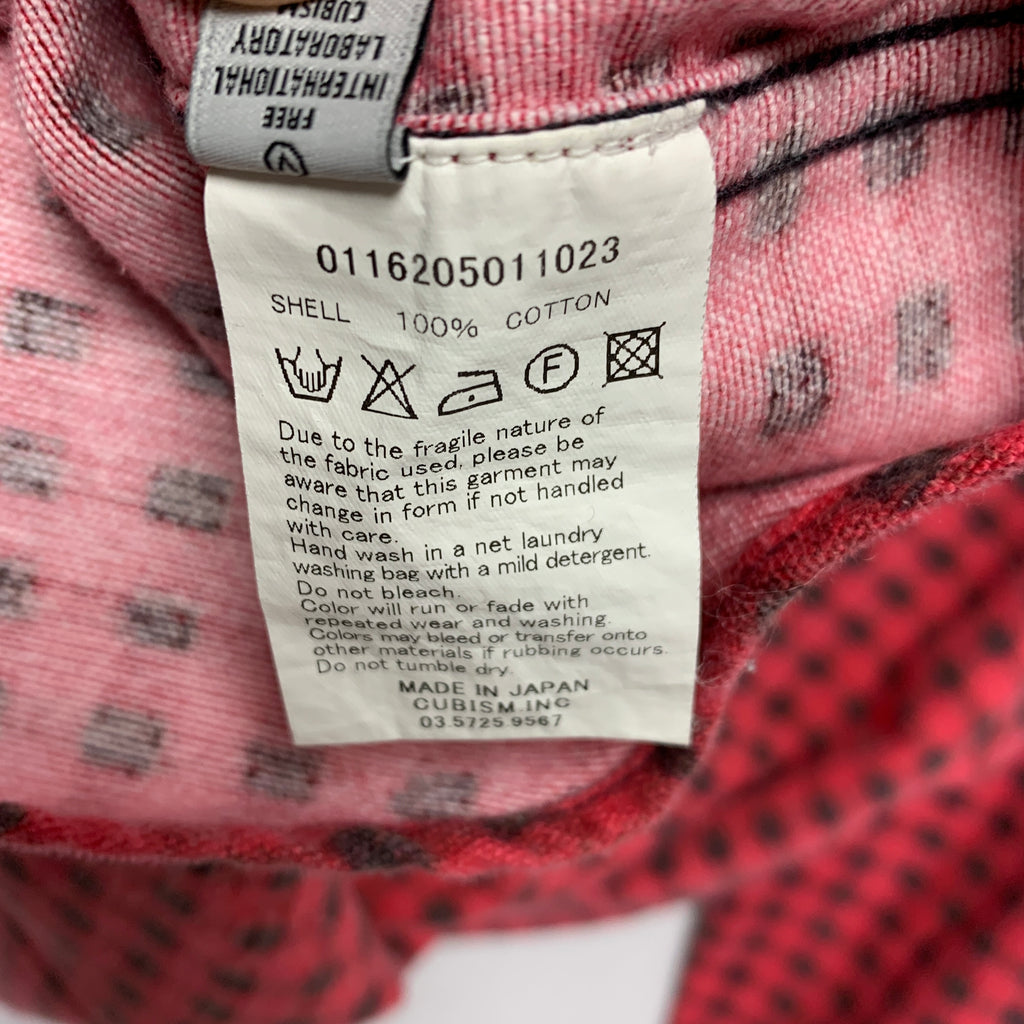 CUBISM
LABORATORY
INTERNATIONAL
FREE
2
0116205011023
SHELL 100% COTTON
F
Due to the fragile nature of
the fabric used, please be
aware that this garment may
change in form if not handled
with care.
Hand wash in a net laundry
washing bag with a mild detergent.
Do not bleach.
Color will run or fade with
repeated wear and washing.
Colors may bleed or transfer onto
other materials if rubbing occurs.
Do not tumble dry.
MADE IN JAPAN
CUBISM.INC
03.5725.9567